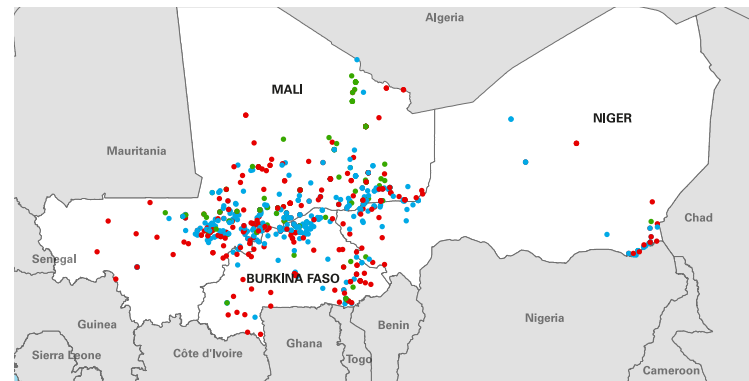 Algeria
MALI
NIGER
Mauritania
Chad
Senegal
BURKINA FASO
Guinea
Benin
Nigeria
Sierra Leone
Côte d'Ivoire
Ghana
Togo
Cameroon